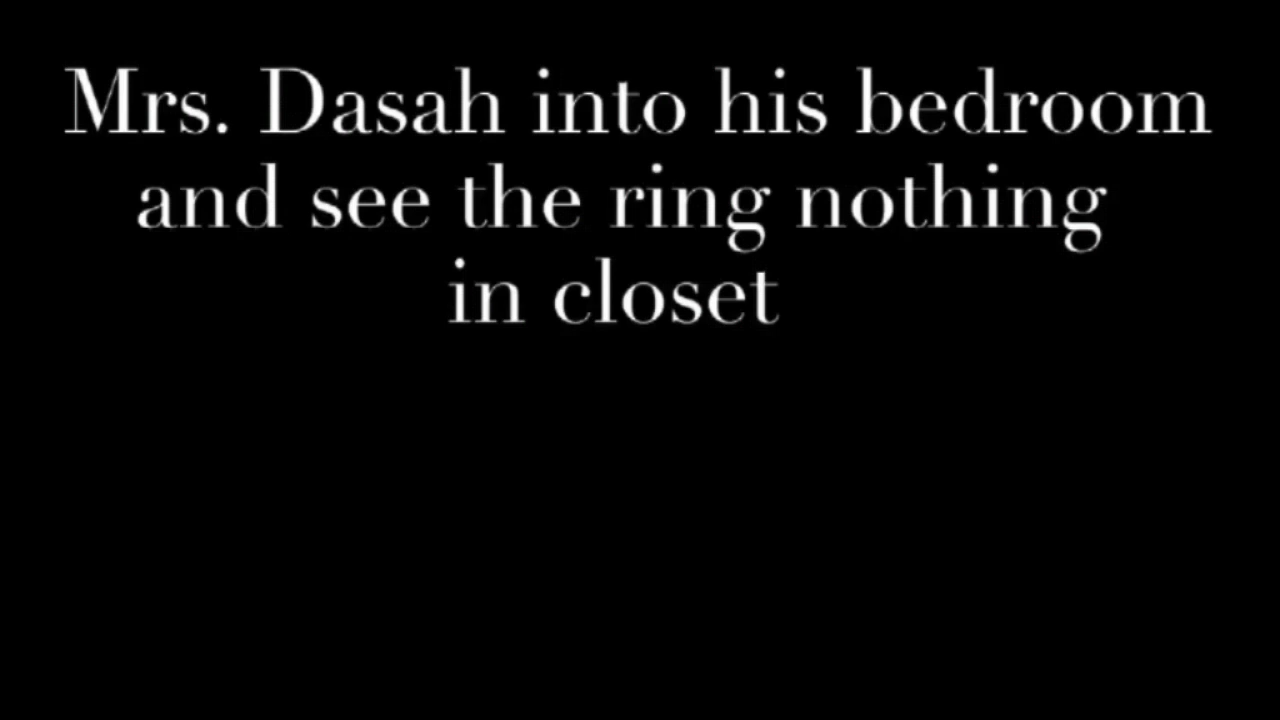 Mrs. Dasah into his bedroom
and see the ring nothing
in closet